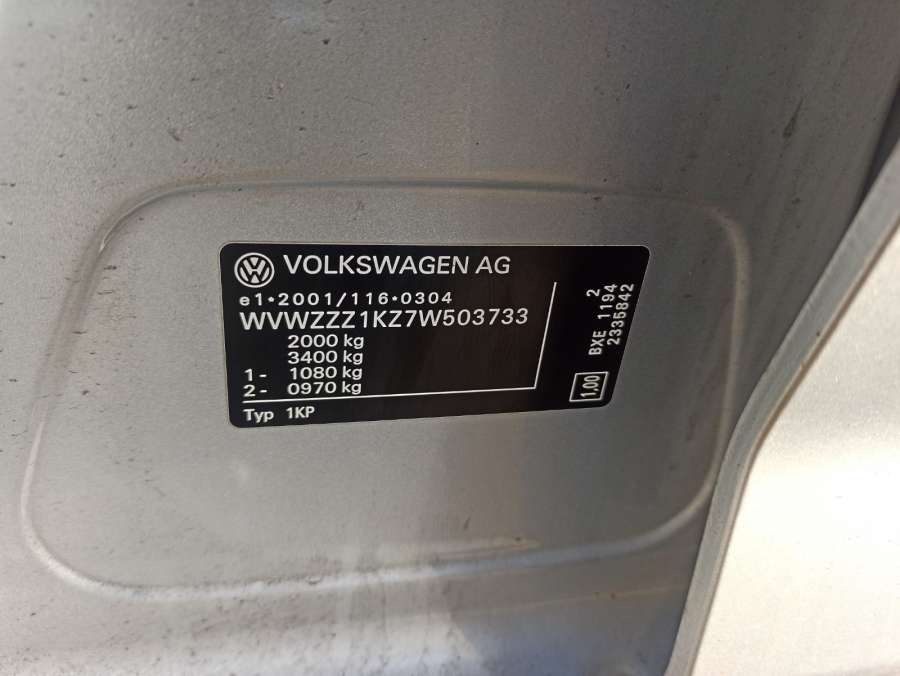 VOLKSWAGEN AG
e1*2001/116*0304
WVWZZZ1KZ7W503733
2000 kg
3400 kg
1- 1080 kg
2- 0970 kg
Typ 1KP
2
BXE 1194
2335842
1,00